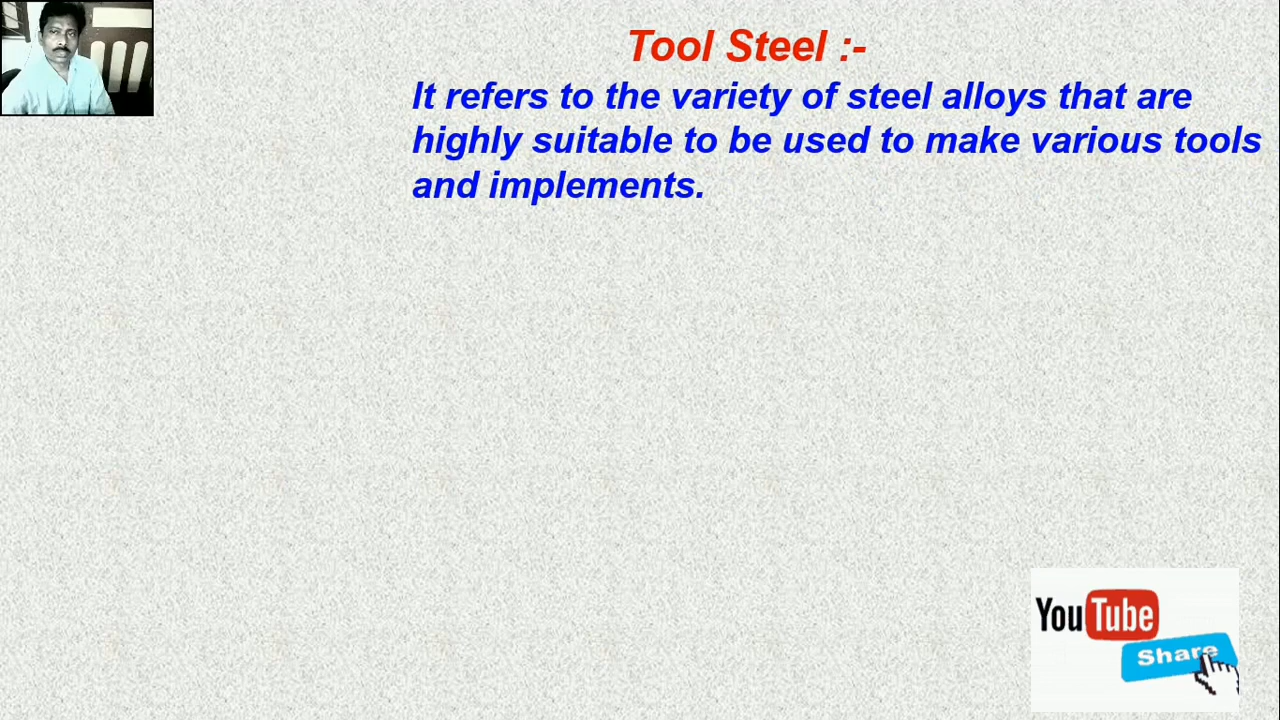 Tool Steel :-
It refers to the variety of steel alloys that are
highly suitable to be used to make various tools
and implements.
YouTube
Share